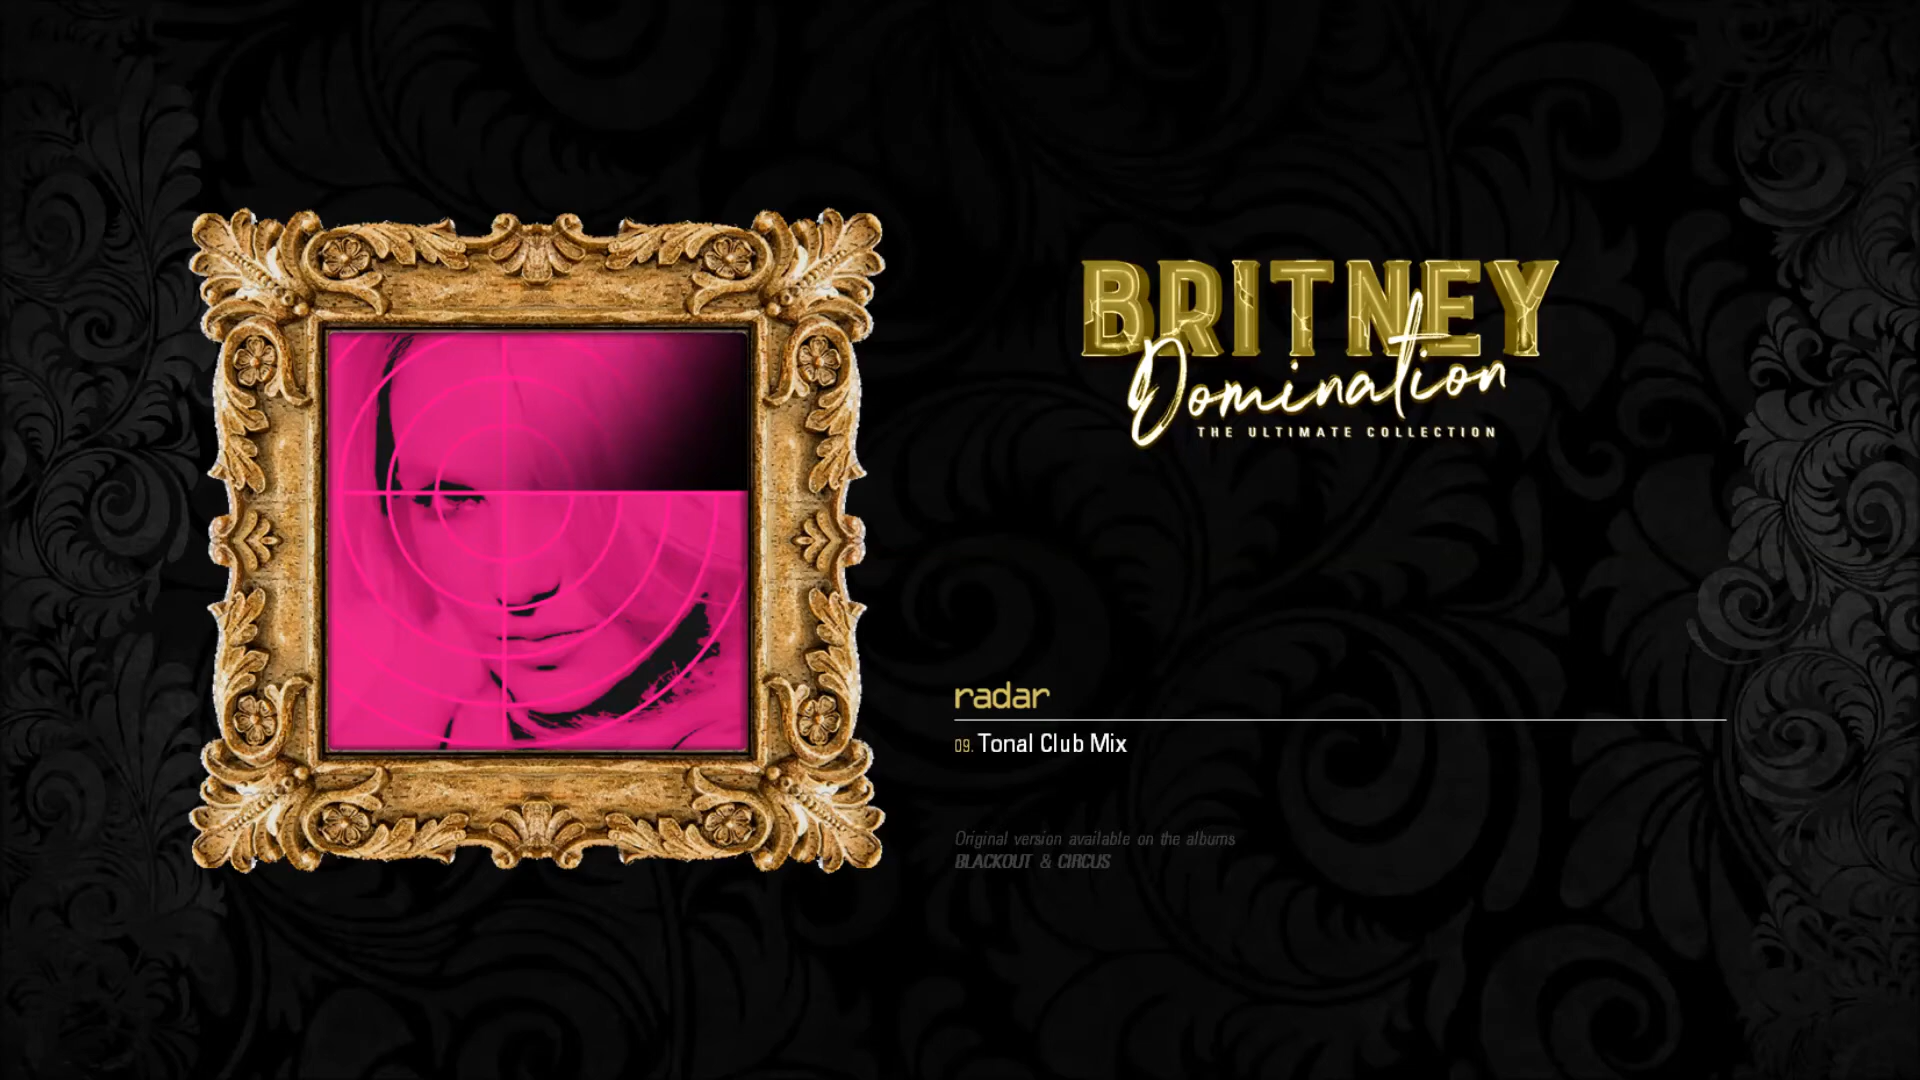 BRITNEY
Domination
THE ULTIMATE COLLECTION
radar
09. Tonal Club Mix
Original version available on the albums
BLACKOUT & CIRCUS